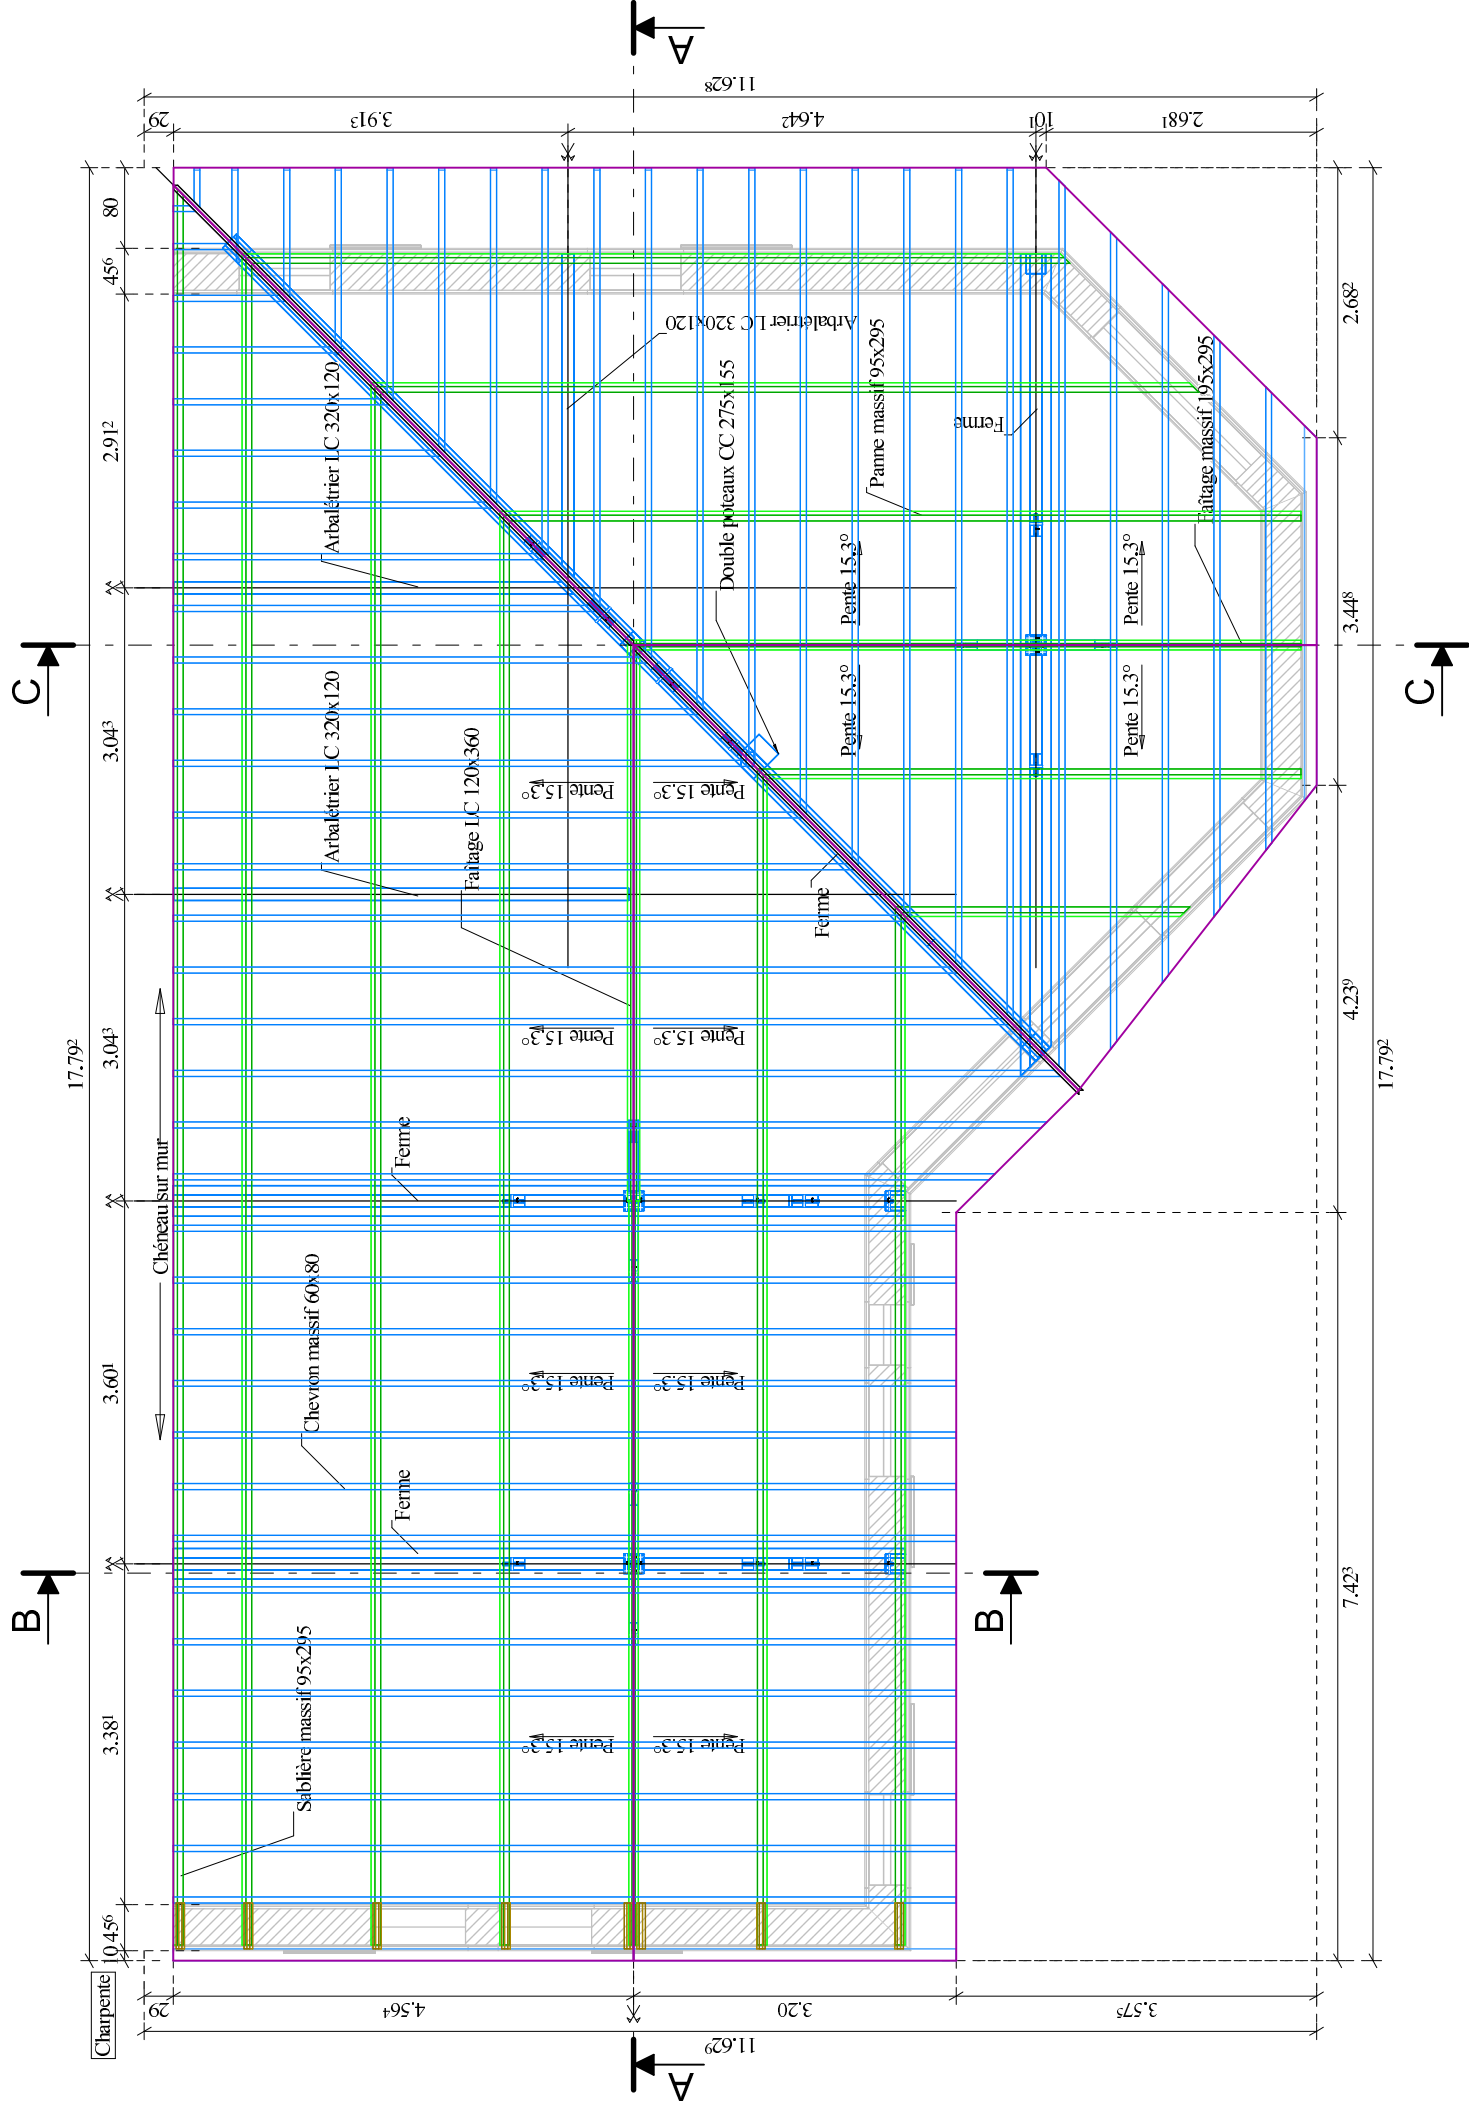 A
11.62⁸
29
3.91³
4.64²
10¹
2.68¹
80
45⁶
2.91²
3.04³
3.04³
3.60¹
3.38¹
45⁶
10
17.79²
2.68²
3.44⁸
4.23⁹
7.42³
17.79²
Arbalétrier LC 320x120
Arbalétrier LC 320x120
Double poteaux CC 275x155
Panne massif 95x295
Ferme
Faîtage massif 195x295
Pente 15.3°
Pente 15.3°
C
C
Pente 15.3°
Pente 15.3°
Arbalétrier LC 320x120
Faîtage LC 120x360
Pente 15.3°
Pente 15.3°
Ferme
Pente 15.3°
Pente 15.3°
Chéneau sur mur
Ferme
Chevron massif 60x80
Pente 15.3°
Pente 15.3°
Ferme
B
B
Sablière massif 95x295
Pente 15.3°
Pente 15.3°
Charpente
29
4.56⁴
3.20
3.57⁵
11.62⁹
A